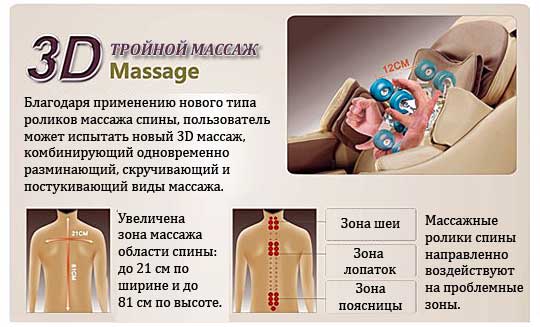 3D ТРОЙНОЙ МАССАЖ
Massage
Благодаря применению нового типа
роликов массажа спины, пользователь
может испытать новый 3D массаж,
комбинирующий одновременно
разминающий, скручивающий и
постукивающий виды массажа.
12CM
21CM
81CM
Увеличена
зона массажа
области спины:
до 21 см по
ширине и до
81 см по высоте.
Зона шеи
Зона
лопаток
Зона
поясницы
Массажные
ролики спины
направленно
воздействуют
на проблемные
зоны.